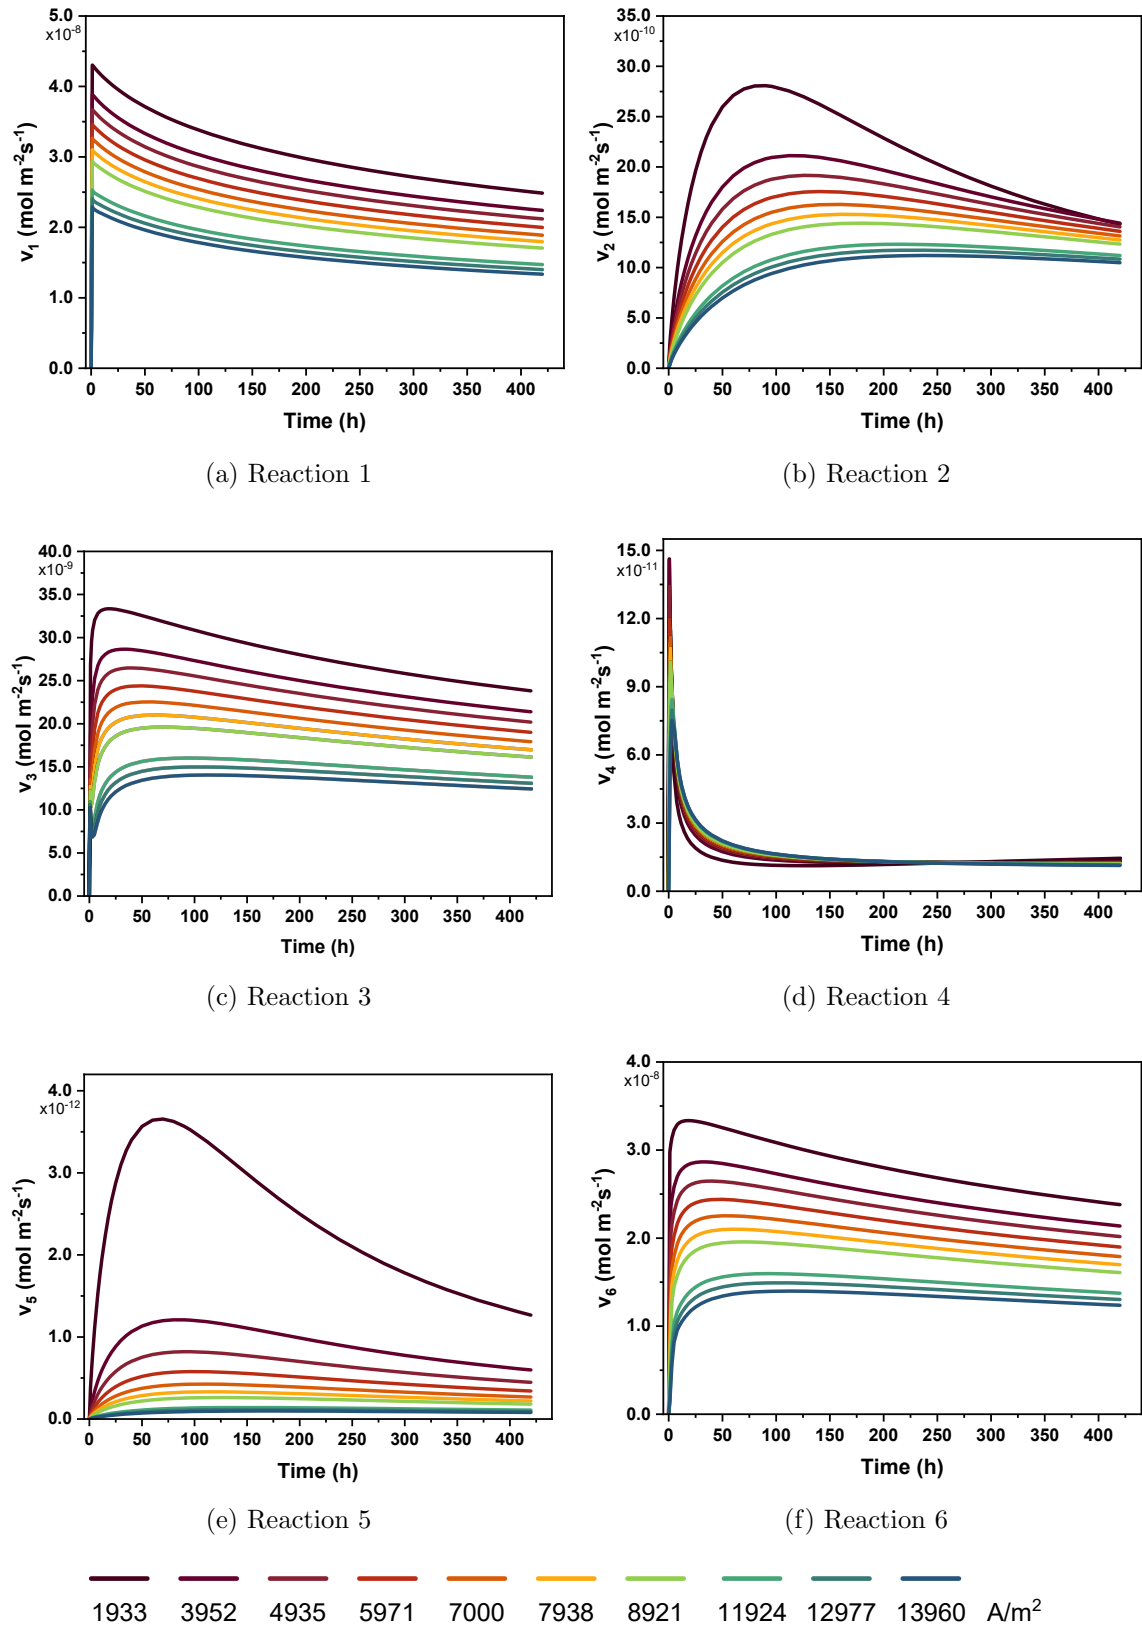 5.0
x10-8
4.0
3.0
2.0
1.0
0.0
v1 (mol m-2s-1)
0 50 100 150 200 250 300 350 400
Time (h)
(a) Reaction 1
35.0
x10-10
30.0
25.0
20.0
15.0
10.0
5.0
0.0
v2 (mol m-2s-1)
0 50 100 150 200 250 300 350 400
Time (h)
(b) Reaction 2
40.0
x10-9
35.0
30.0
25.0
20.0
15.0
10.0
5.0
0.0
v3 (mol m-2s-1)
0 50 100 150 200 250 300 350 400
Time (h)
(c) Reaction 3
15.0
x10-11
12.0
9.0
6.0
3.0
0.0
v4 (mol m-2s-1)
0 50 100 150 200 250 300 350 400
Time (h)
(d) Reaction 4
4.0
x10-12
3.0
2.0
1.0
0.0
v5 (mol m-2s-1)
0 50 100 150 200 250 300 350 400
Time (h)
(e) Reaction 5
4.0
x10-8
3.0
2.0
1.0
0.0
v6 (mol m-2s-1)
0 50 100 150 200 250 300 350 400
Time (h)
(f) Reaction 6
1933 3952 4935 5971 7000 7938 8921 11924 12977 13960 A/m2